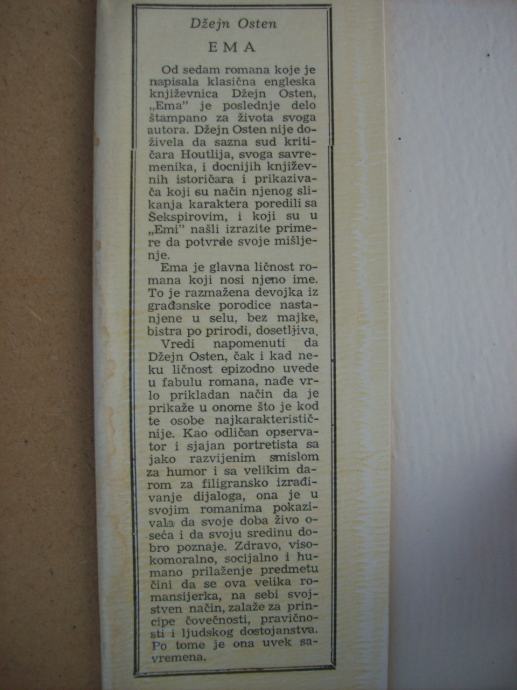 Džejn Osten
EMA
Od sedam romana koje je
napisala klasična engleska
književnica Džejn Osten,
„Ema” je poslednje delo
štampano za života svoga
autora. Džejn Osten nije do-
živela da sazna sud kriti-
čara Houtlija, svoga savre-
menika, i docnijih književ-
nih istoričara i prikaziva-
ča koji su način njenog sli-
kanja karaktera poredili sa
Šekspirovim, i koji su u
„Emi” našli izrazite prime-
re da potvrde svoje mišlje-
nje.
Ema je glavna ličnost ro-
mana koji nosi njeno ime.
To je razmažena devojka iz
građanske porodice nasta-
njene u selu, bez majke,
bistra po prirodi, dosetljiva.
Vredi napomenuti da
Džejn Osten, čak i kad ne-
ku ličnost epizodno uvede
u fabulu romana, nađe vr-
lo prikladan način da je
prikaže u onome što je kod
te osobe najkarakteristič-
nije. Kao odličan opserva-
tor i sjajan portretista sa
jako razvijenim smislom
za humor i sa velikim da-
rom za filigransko izrađi-
vanje dijaloga, ona je u
svojim romanima pokazi-
vala da svoje doba živo o-
seća i da svoju sredinu do-
bro poznaje. Zdravo, viso-
komoralno, socijalno i hu-
mano prilaženje predmetu
čini da se ova velika ro-
mansijerka, na sebi svoj-
stven način, zalaže za prin-
cipe čovečnosti, pravično-
sti i ljudskog dostojanstva.
Po tome je ona uvek sa-
vremena.